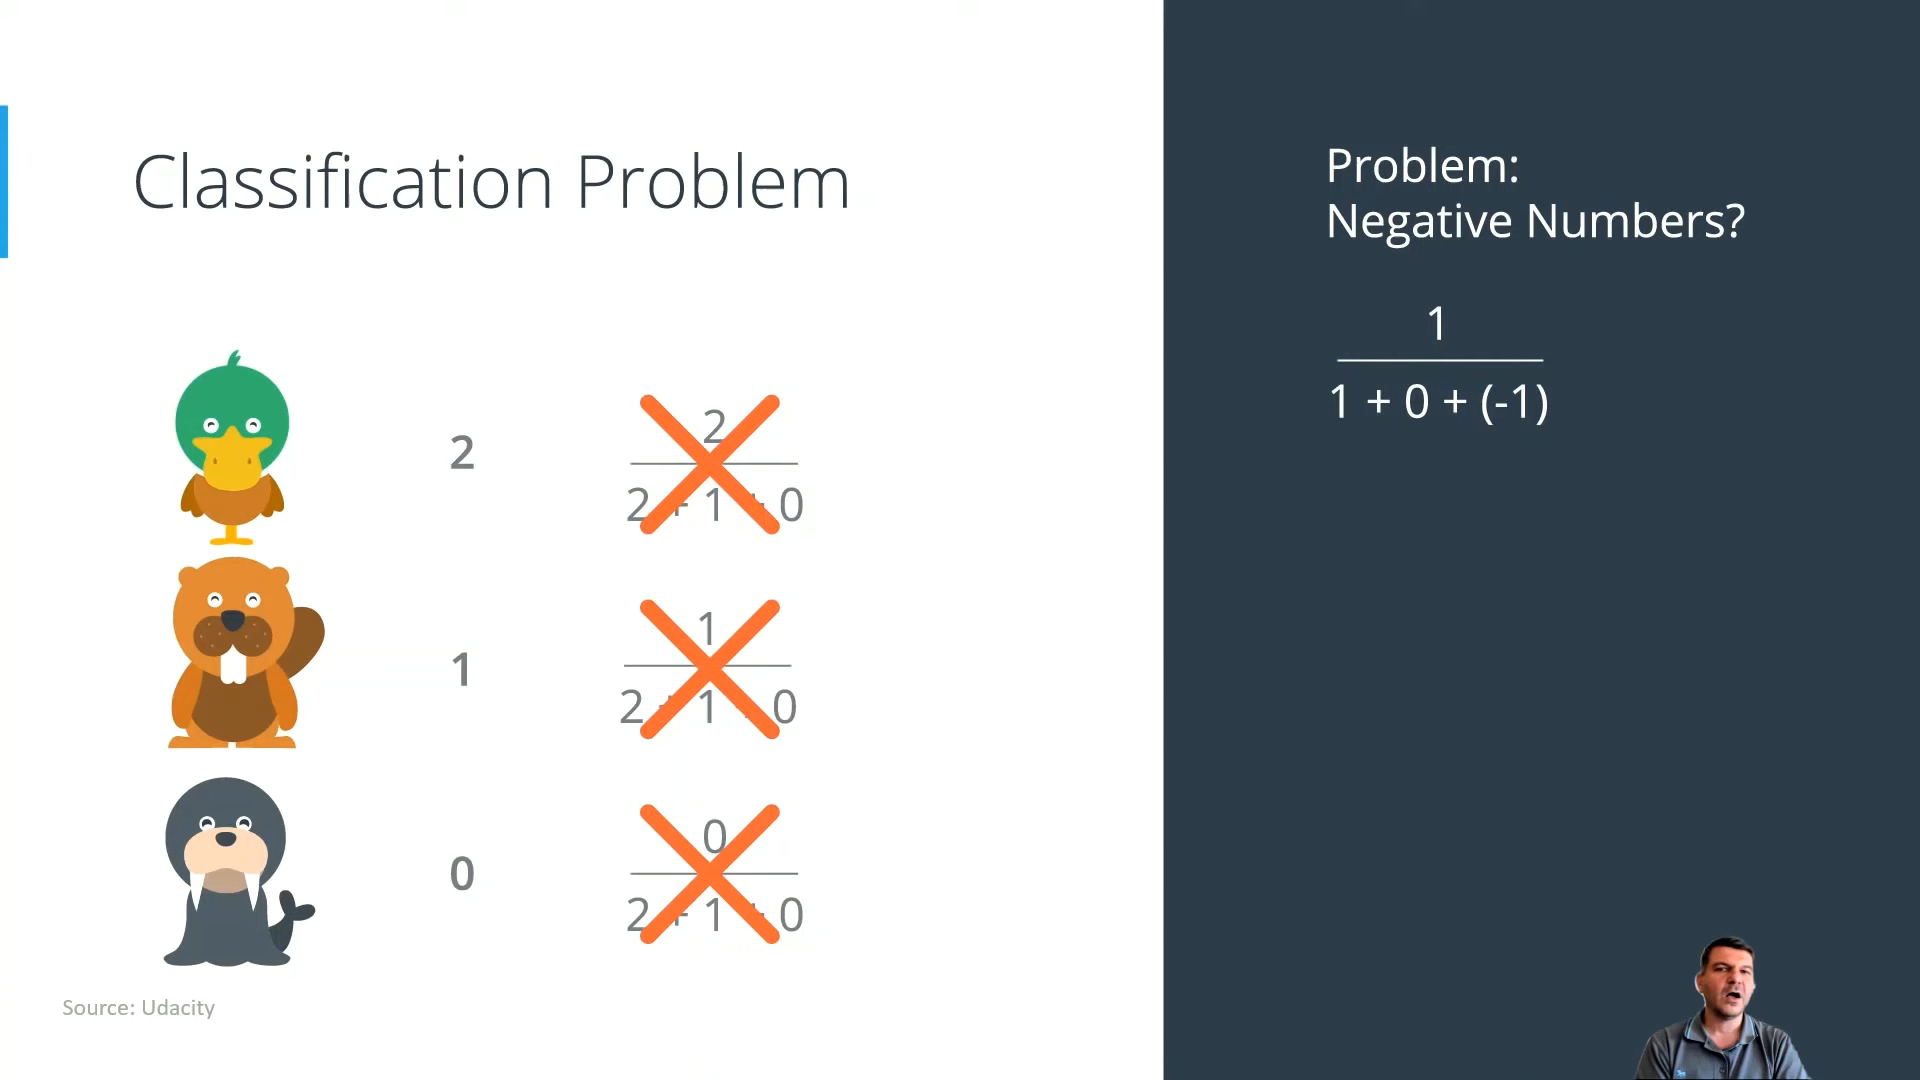 Classification Problem
2
2
2 + 1 + 0
1
1
2 + 1 + 0
0
0
2 + 1 + 0
Source: Udacity
Problem:
Negative Numbers?
1
1 + 0 + (-1)